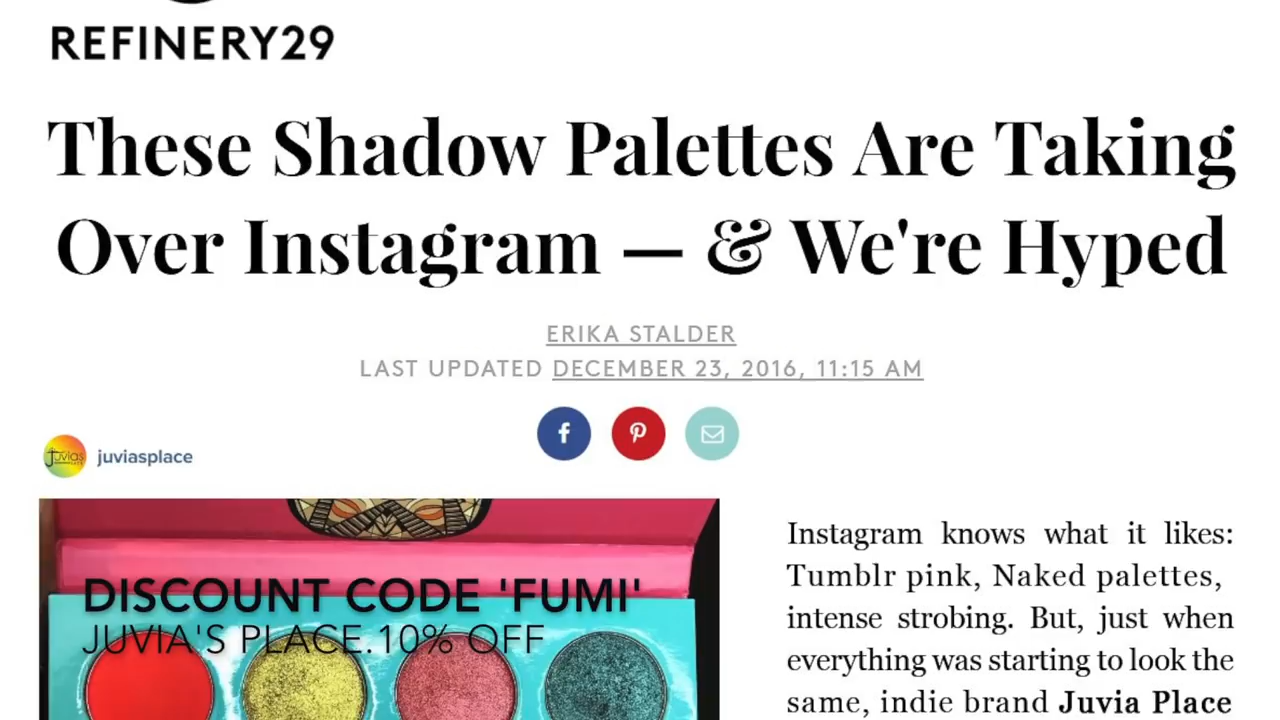 REFINERY29
These Shadow Palettes Are Taking
Over Instagram — & We're Hyped
ERIKA STALDER
LAST UPDATED DECEMBER 23, 2016, 11:15 AM
juvias
juviasplace
DISCOUNT CODE 'FUMI'
JUVIA'S PLACE.10% OFF
Instagram knows what it likes:
Tumblr pink, Naked palettes,
intense strobing. But, just when
everything was starting to look the
same, indie brand Juvia Place